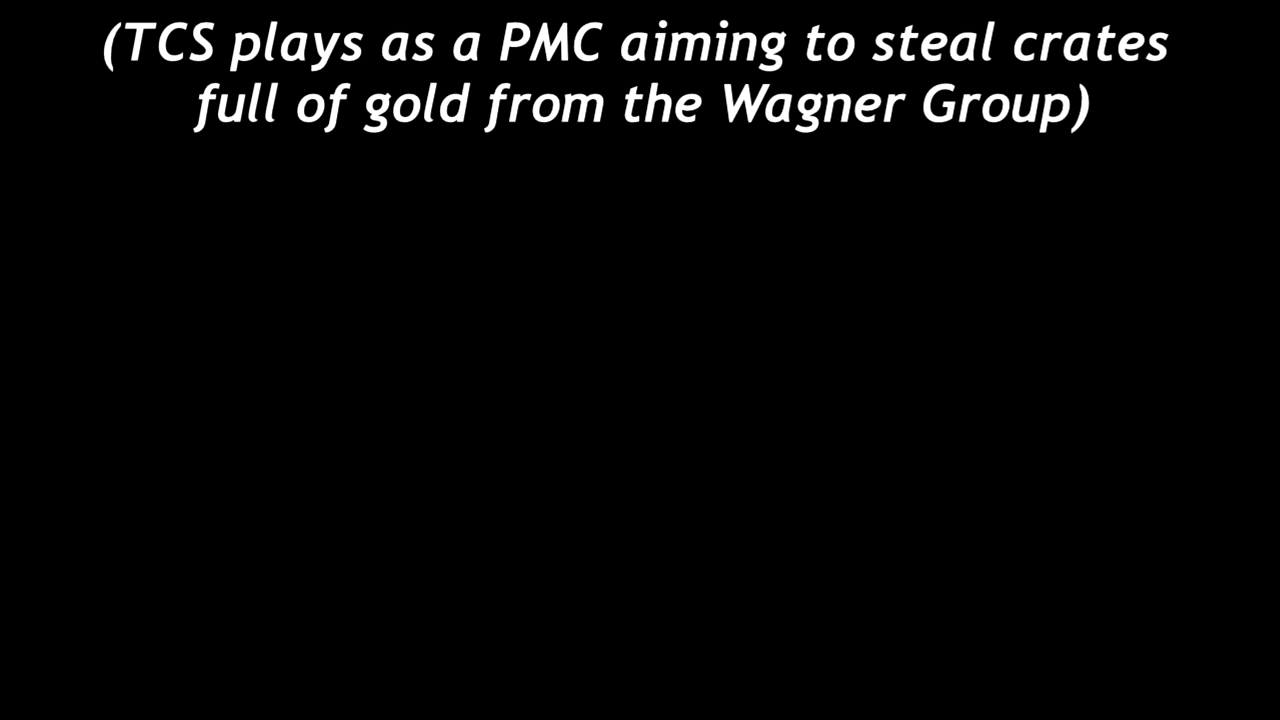 (TCS plays as a PMC aiming to steal crates
full of gold from the Wagner Group)